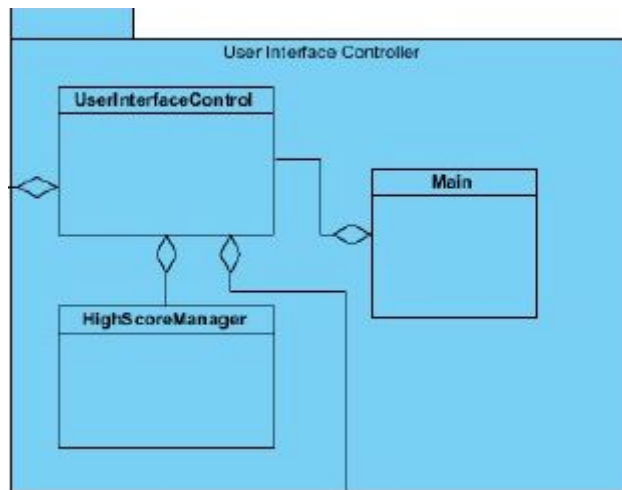 User Interface Controller
UserInterfaceControl
Main
HighScoreManager